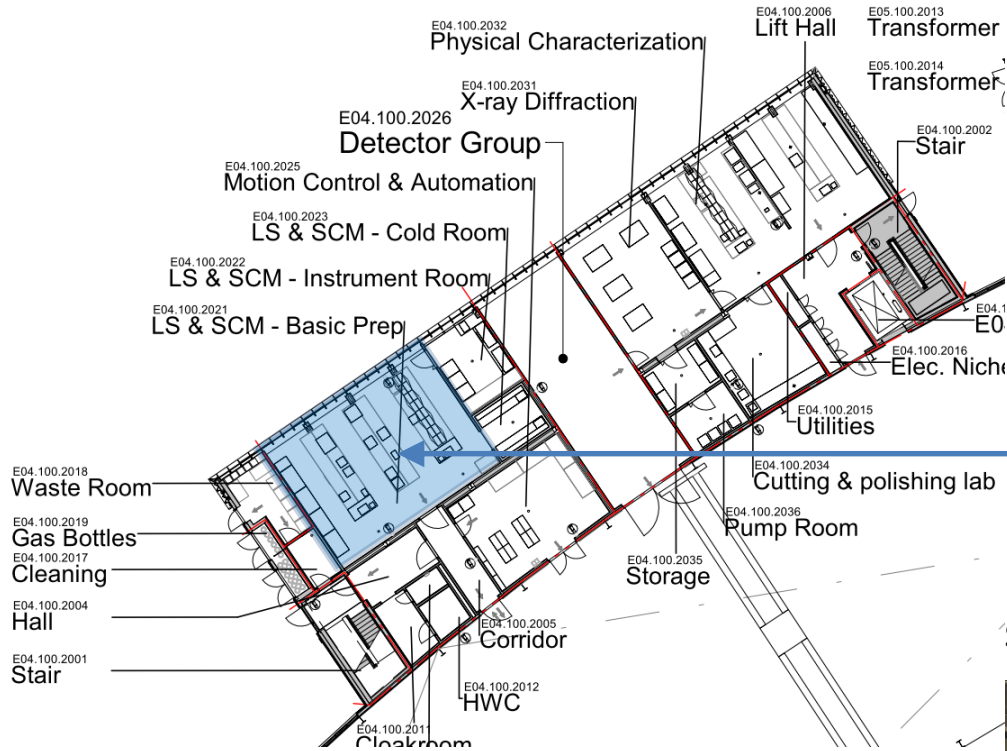 E04.100.2032
Physical Characterization
E04.100.2006
Lift Hall
E05.100.2013
Transformer
E05.100.2014
Transformer
E04.100.2031
X-ray Diffraction
E04.100.2026
Detector Group
E04.100.2002
Stair
E04.100.2025
Motion Control & Automation
E04.100.2023
LS & SCM - Cold Room
E04.100.2022
LS & SCM - Instrument Room
E04.100.2021
LS & SCM - Basic Prep
E04.100.2016
Elec. Niche
E04.100.2015
Utilities
E04.100.2018
Waste Room
E04.100.2034
Cutting & polishing lab
E04.100.2019
Gas Bottles
E04.100.2036
Pump Room
E04.100.2017
Cleaning
E04.100.2035
Storage
E04.100.2004
Hall
E04.100.2005
Corridor
E04.100.2001
Stair
E04.100.2012
HWC
E04.100.2011
Cloakroom